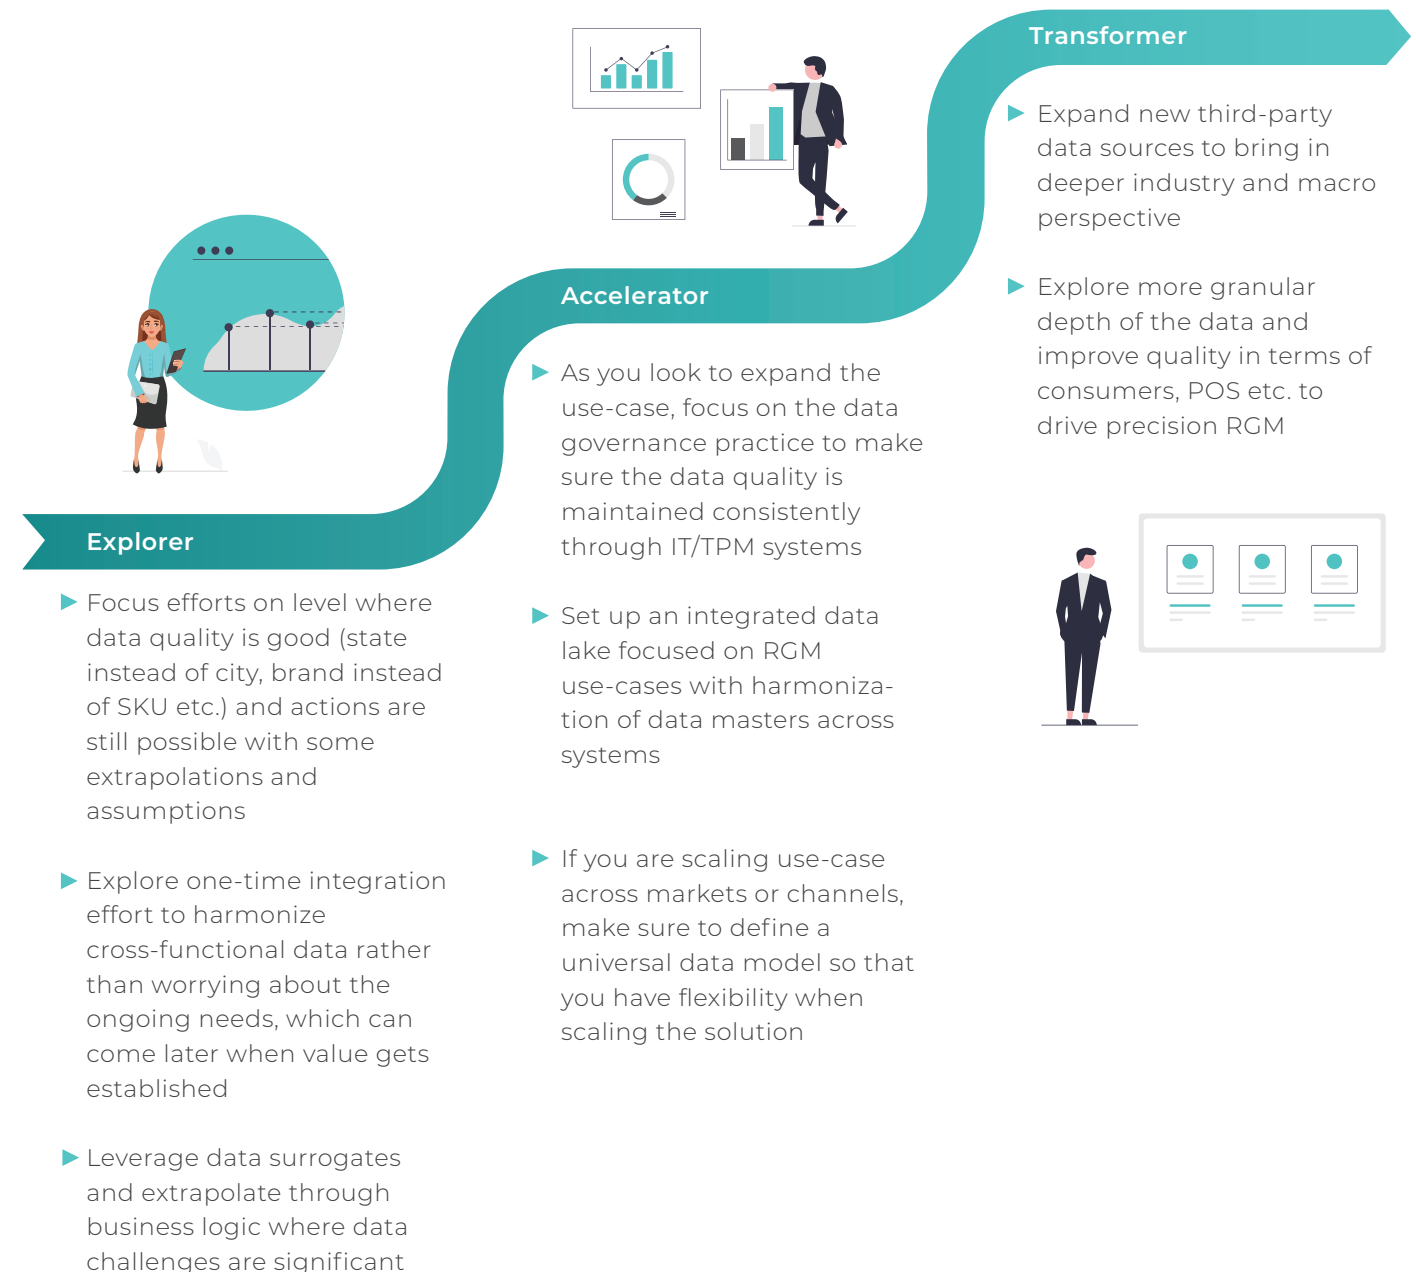 Explorer
Focus efforts on level where
data quality is good (state
instead of city, brand instead
of SKU etc.) and actions are
still possible with some
extrapolations and
assumptions
Explore one-time integration
effort to harmonize
cross-functional data rather
than worrying about the
ongoing needs, which can
come later when value gets
established
Leverage data surrogates
and extrapolate through
business logic where data
challenges are significant
Accelerator
As you look to expand the
use-case, focus on the data
governance practice to make
sure the data quality is
maintained consistently
through IT/TPM systems
Set up an integrated data
lake focused on RGM
use-cases with harmoniza-
tion of data masters across
systems
If you are scaling use-case
across markets or channels,
make sure to define a
universal data model so that
you have flexibility when
scaling the solution
Transformer
Expand new third-party
data sources to bring in
deeper industry and macro
perspective
Explore more granular
depth of the data and
improve quality in terms of
consumers, POS etc. to
drive precision RGM